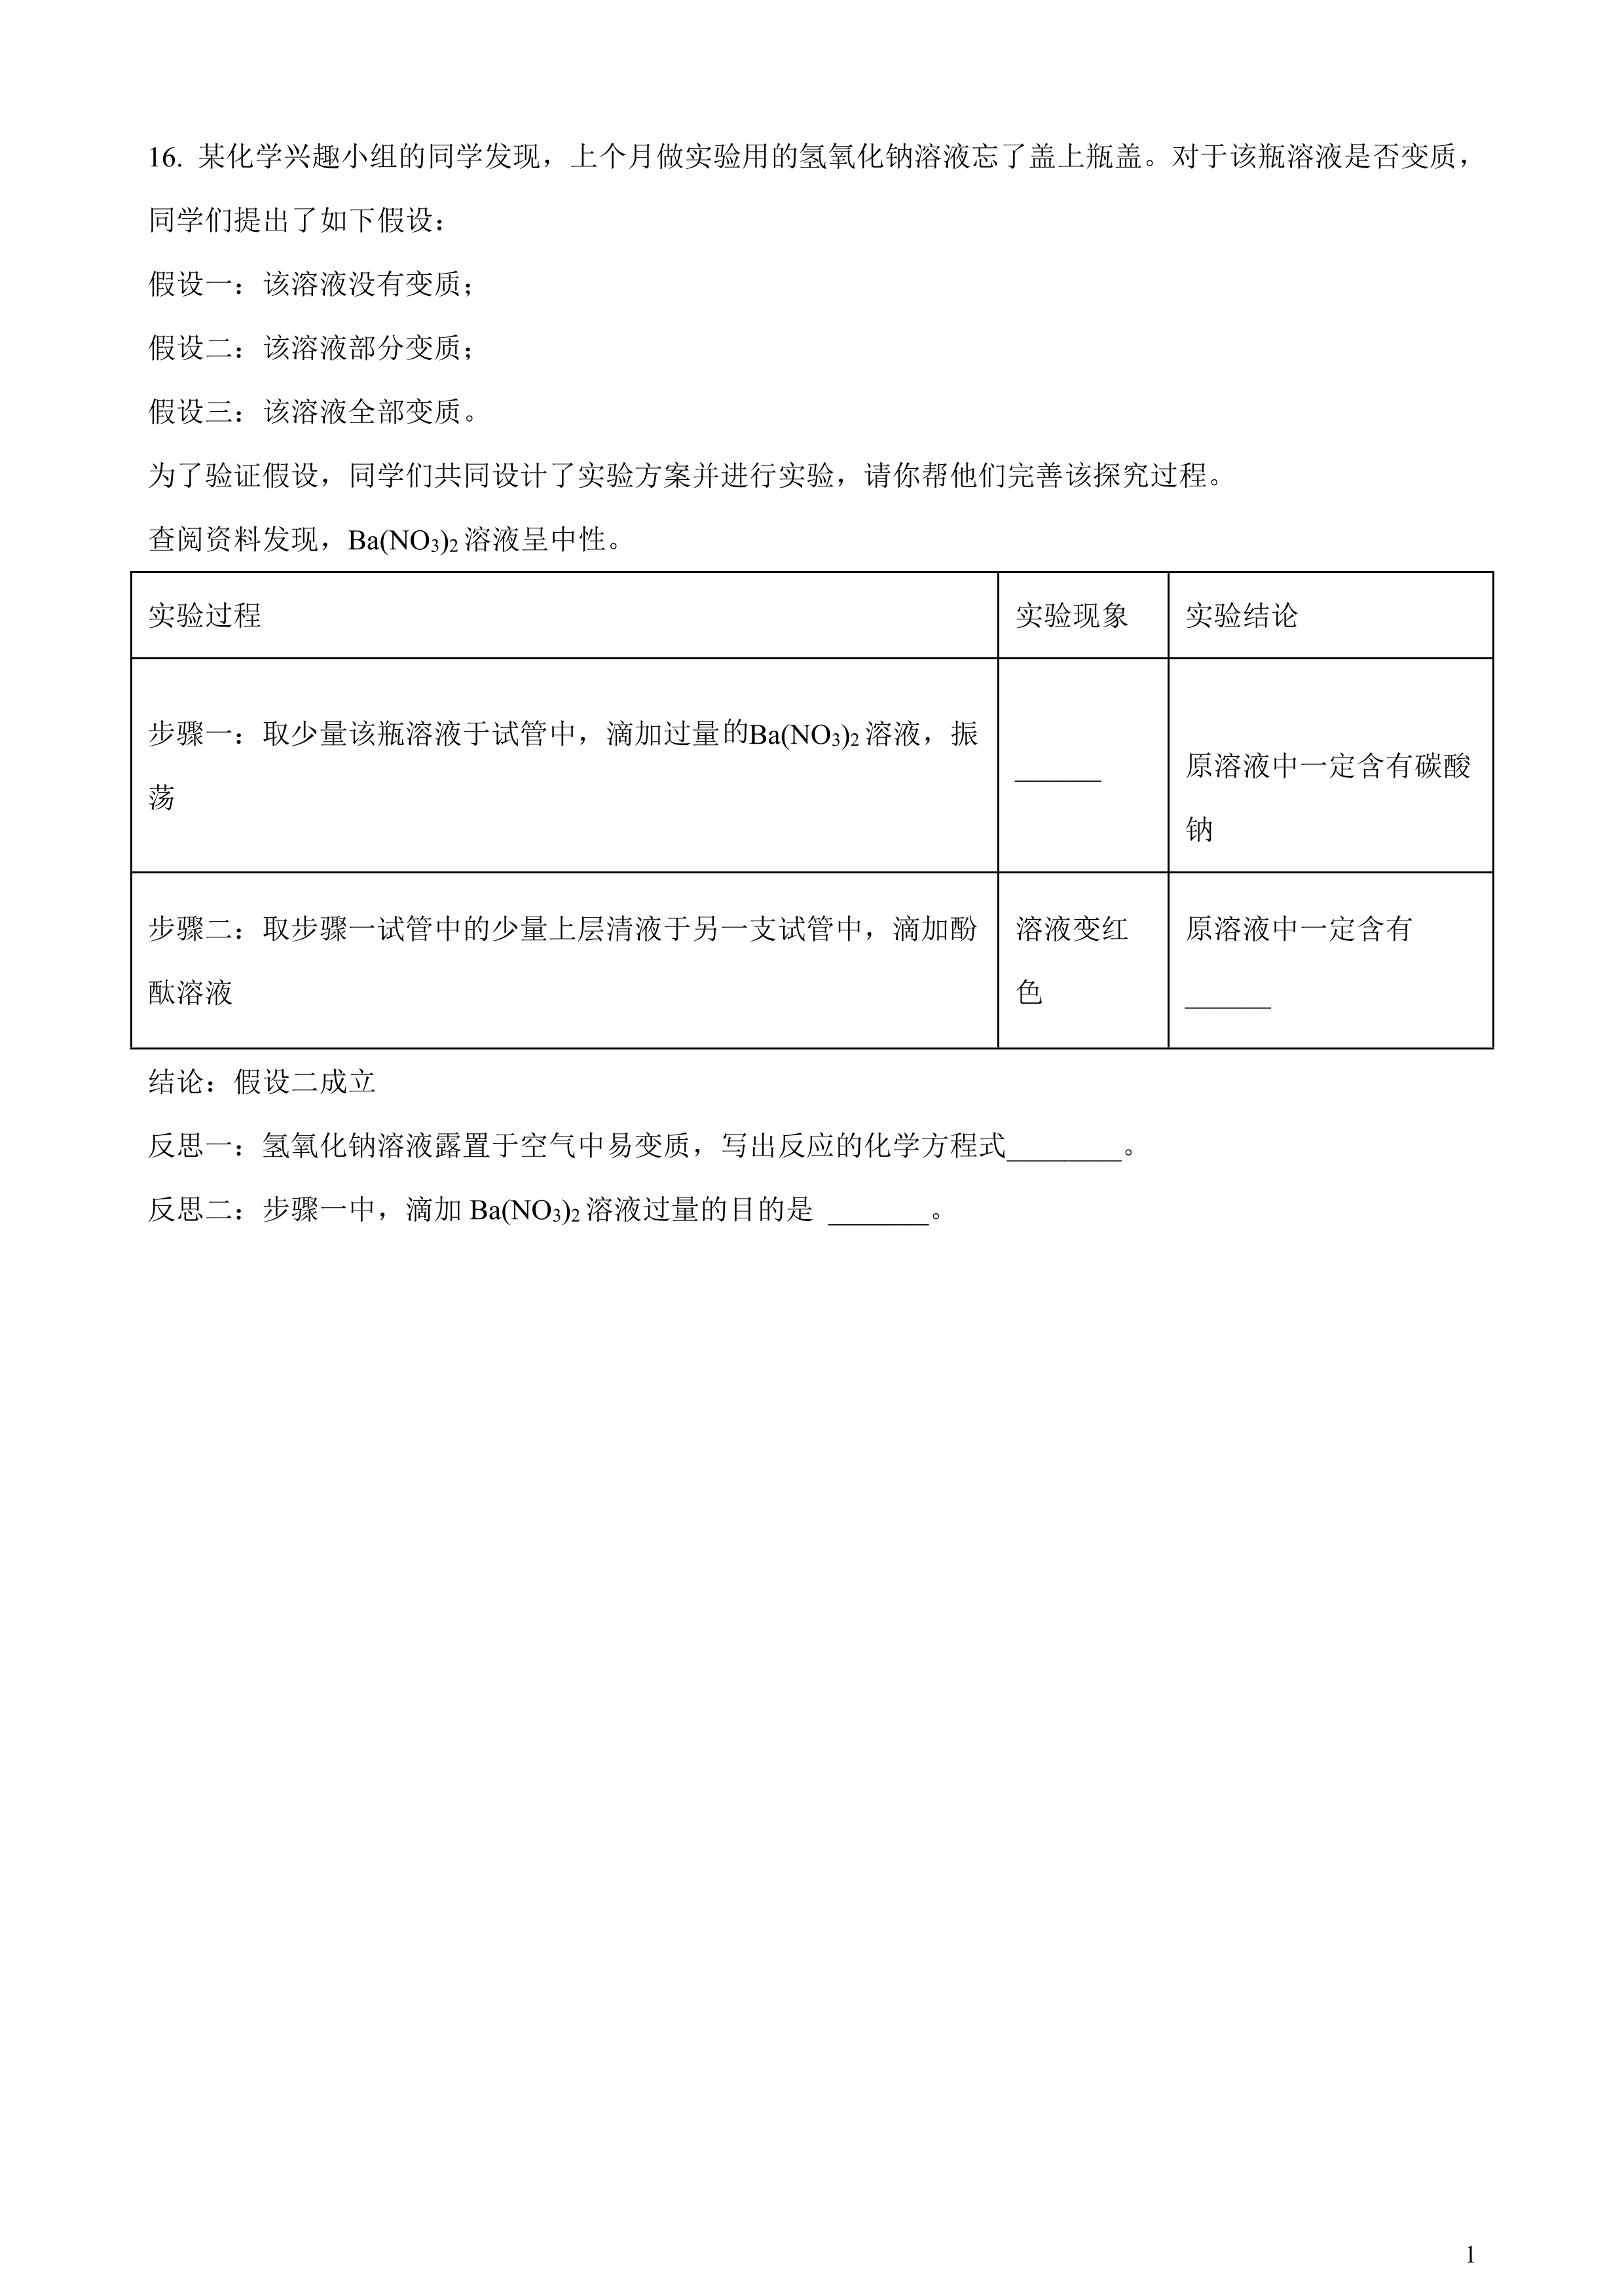 16. 某化学兴趣小组的同学发现，上个月做实验用的氢氧化钠溶液忘了盖上瓶盖。对于该瓶溶液是否变质，
同学们提出了如下假设：
假设一：该溶液没有变质；
假设二：该溶液部分变质；
假设三：该溶液全部变质。
为了验证假设，同学们共同设计了实验方案并进行实验，请你帮他们完善该探究过程。
查阅资料发现，Ba(NO₃)₂ 溶液呈中性。
实验过程 实验现象 实验结论
步骤一：取少量该瓶溶液于试管中，滴加过量的Ba(NO₃)₂ 溶液，振
荡
______
原溶液中一定含有碳酸
钠
步骤二：取步骤一试管中的少量上层清液于另一支试管中，滴加酚
酞溶液
溶液变红
色
原溶液中一定含有
______
结论：假设二成立
反思一：氢氧化钠溶液露置于空气中易变质，写出反应的化学方程式________。
反思二：步骤一中，滴加 Ba(NO₃)₂ 溶液过量的目的是 _______。
1